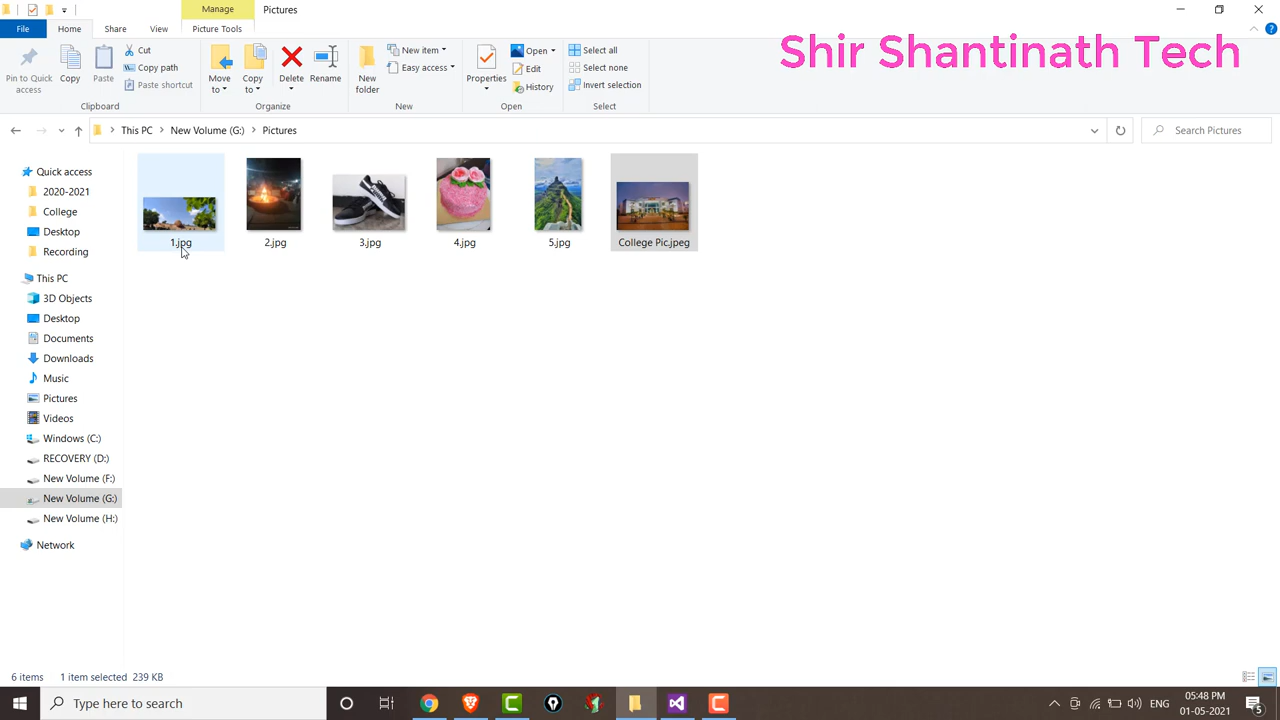 Manage
Pictures
File
Home
Share
View
Picture Tools
Shir Shantinath Tech
Pin to Quick access
Copy
Paste
Cut
Copy path
Paste shortcut
Clipboard
Move to
Copy to
Delete
Rename
Organize
New folder
New item
Easy access
New
Properties
Open
Edit
History
Open
Select all
Select none
Invert selection
Select
This PC
New Volume (G:)
Pictures
Search Pictures
Quick access
2020-2021
College
Desktop
Recording
This PC
3D Objects
Desktop
Documents
Downloads
Music
Pictures
Videos
Windows (C:)
RECOVERY (D:)
New Volume (F:)
New Volume (G:)
New Volume (H:)
Network
1.jpg
2.jpg
3.jpg
4.jpg
5.jpg
College Pic.jpeg
6 items
1 item selected 239 KB
Type here to search
ENG
05:48 PM
01-05-2021
5